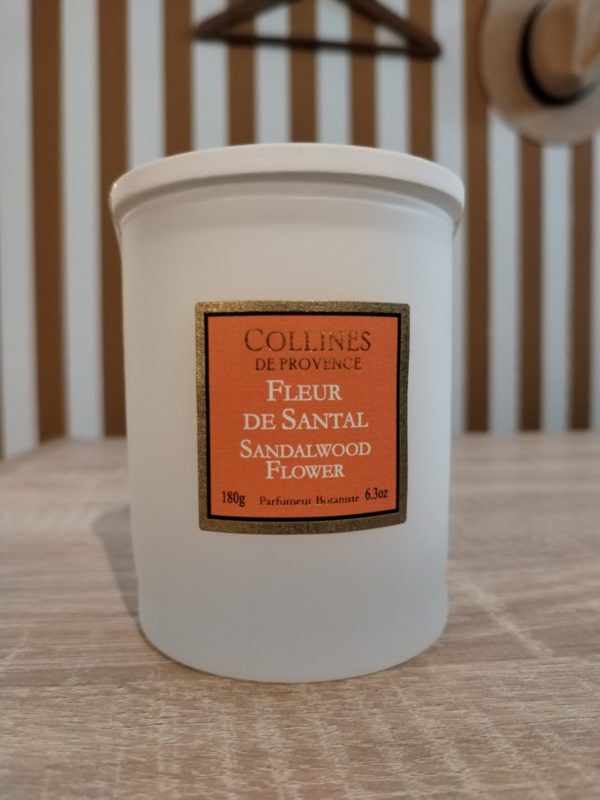 COLLINES
DE PROVENCE
FLEUR
DE SANTAL
SANDALWOOD
FLOWER
180g Parfumeur Botaniste 6.3oz